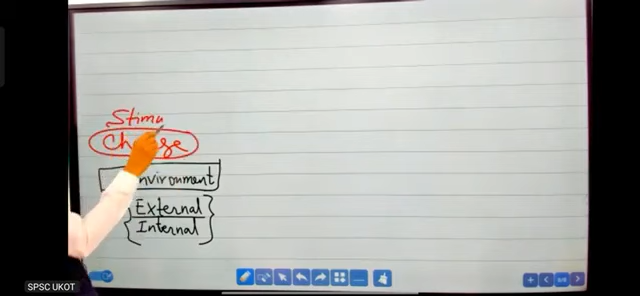 Stimu
Change
Environment
External
Internal
SPSC UKOT